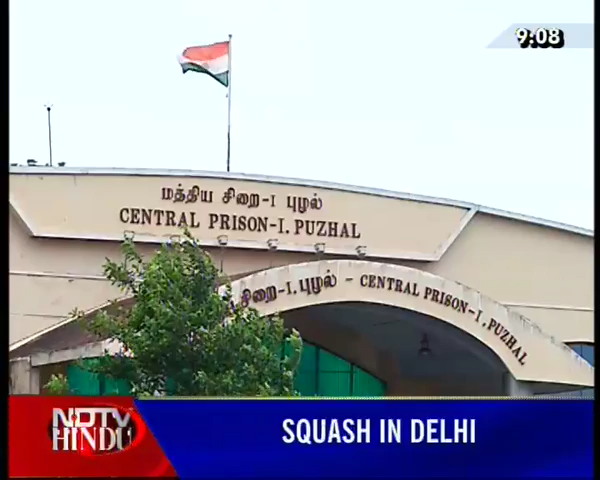 9:08
மத்திய சிறை-I புழல்
CENTRAL PRISON-I. PUZHAL
சிறை-I. புழல் - CENTRAL PRISON-I. PUZHAL
NDTV
HINDU
SQUASH IN DELHI